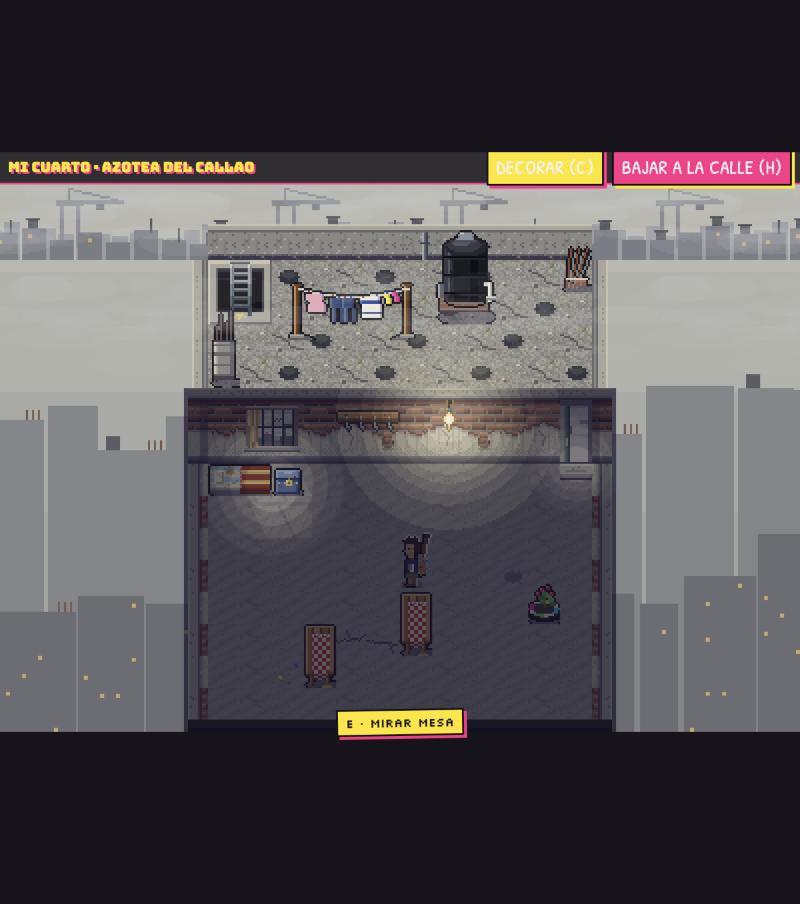 MI CUARTO · AZOTEA DEL CALLAO
DECORAR (C)
BAJAR A LA CALLE (H)
E · MIRAR MESA